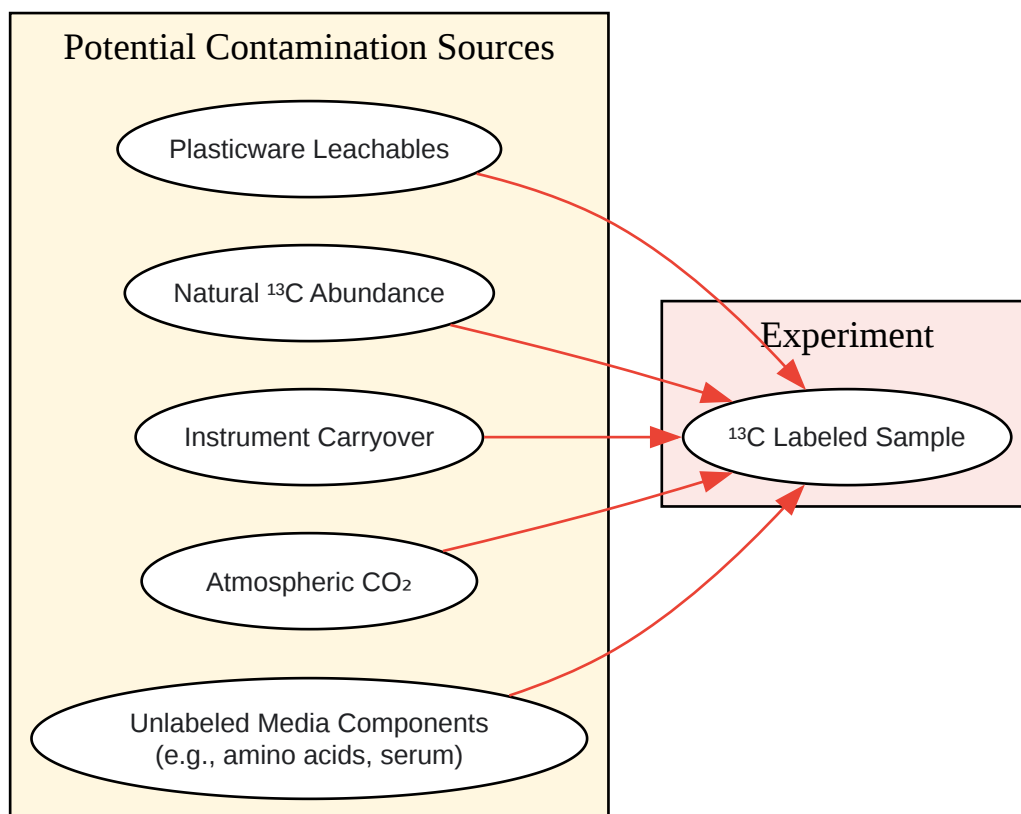 Potential Contamination Sources
Plasticware Leachables
Natural ¹³C Abundance
Experiment
Instrument Carryover
¹³C Labeled Sample
Atmospheric CO₂
Unlabeled Media Components
(e.g., amino acids, serum)